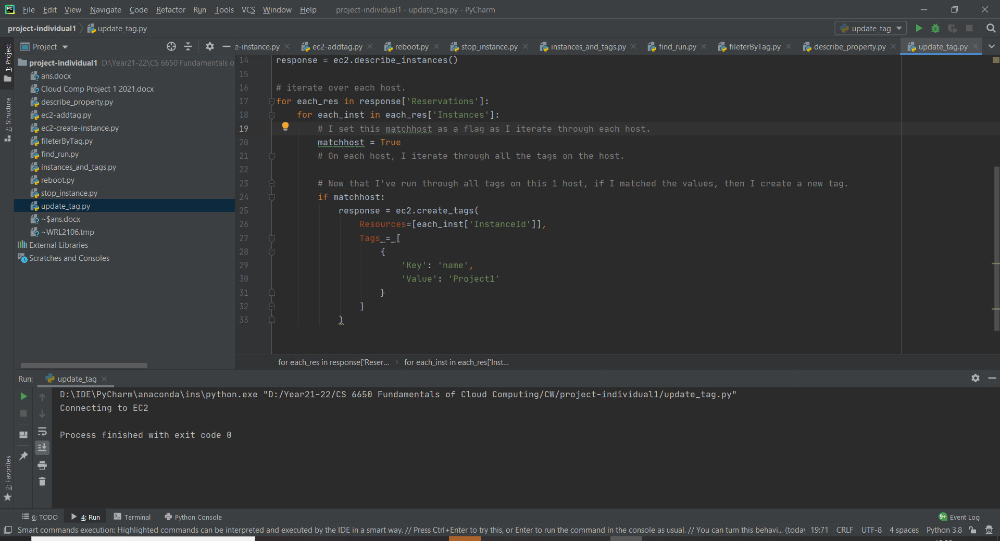 File Edit View Navigate Code Refactor Run Tools VCS Window Help project-individual1 - update_tag.py - PyCharm
project-individual1 update_tag.py update_tag
Project
e-instance.py ec2-addtag.py reboot.py stop_instance.py instances_and_tags.py find_run.py fileterByTag.py describe_property.py update_tag.py
1: Project
7: Structure
2: Favorites
project-individual1 D:\Year21-22\CS 6650 Fundamentals o
ans.docx
Cloud Comp Project 1 2021.docx
describe_property.py
ec2-addtag.py
ec2-create-instance.py
fileterByTag.py
find_run.py
instances_and_tags.py
reboot.py
stop_instance.py
update_tag.py
~$ans.docx
~WRL2106.tmp
External Libraries
Scratches and Consoles
14 response = ec2.describe_instances()
15
16 # iterate over each host.
17 for each_res in response['Reservations']:
18 for each_inst in each_res['Instances']:
19 # I set this matchhost as a flag as I iterate through each host.
20 matchhost = True
21 # On each host, I iterate through all the tags on the host.
22
23 # Now that I've run through all tags on this 1 host, if I matched the values, then I create a new tag.
24 if matchhost:
25 response = ec2.create_tags(
26 Resources=[each_inst['InstanceId']],
27 Tags = [
28 {
29 'Key': 'name',
30 'Value': 'Project1'
31 }
32 ]
33 )
for each_res in response['Reser... › for each_inst in each_res['Inst...
Run: update_tag
D:\IDE\PyCharm\anaconda\ins\python.exe "D:/Year21-22/CS 6650 Fundamentals of Cloud Computing/CW/project-individual1/update_tag.py"
Connecting to EC2
Process finished with exit code 0
6: TODO 4: Run Terminal Python Console 9+ Event Log
Smart commands execution: Highlighted commands can be interpreted and executed by the IDE in a smart way. // Press Ctrl+Enter to try this, or Enter to run the command in the console as usual. // You can turn this behavi... (today 19:71 CRLF UTF-8 4 spaces Python 3.8